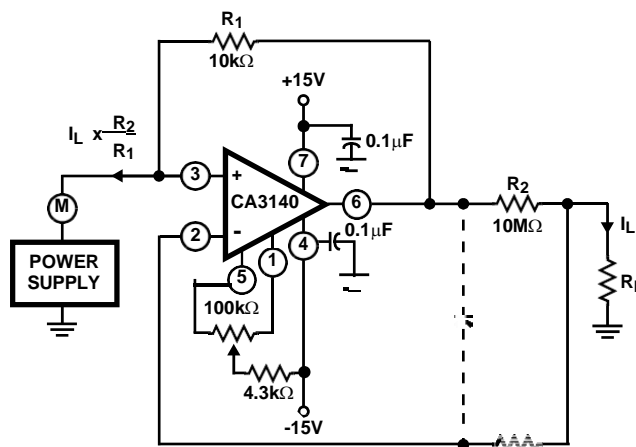 R1
10kΩ
+15V
IL x R2
R1
0.1μF
7
3
+
CA3140
6
R2
10MΩ
IL
M
2
-
0.1μF
4
POWER
SUPPLY
5
1
100kΩ
4.3kΩ
-15V